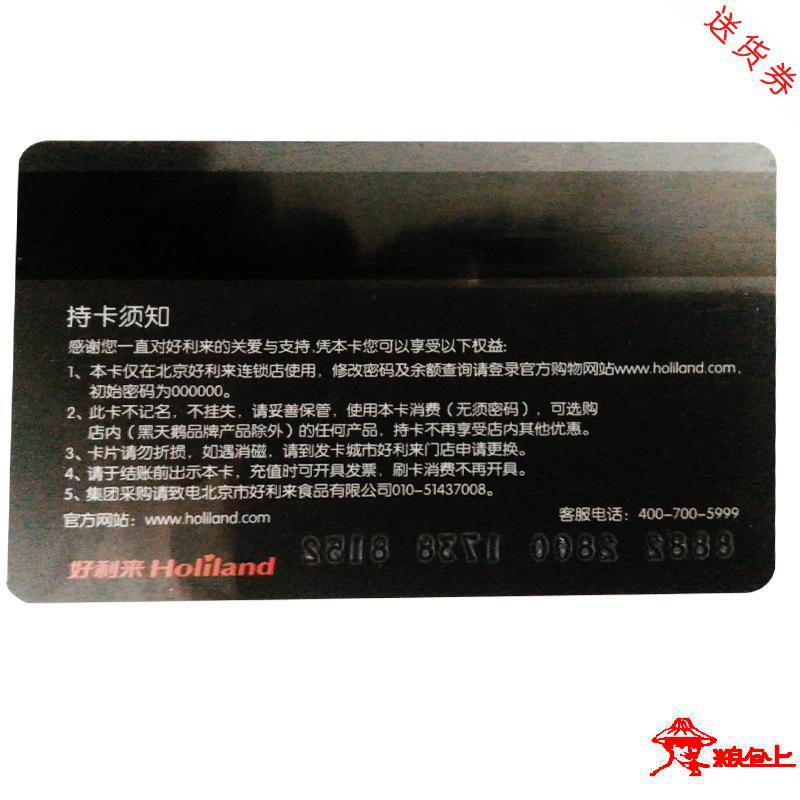 送货券
持卡须知
感谢您一直对好利来的关爱与支持,凭本卡您可以享受以下权益:
1、本卡仅在北京好利来连锁店使用，修改密码及余额查询请登录官方购物网站www.holiland.com,
初始密码为000000。
2、此卡不记名，不挂失，请妥善保管，使用本卡消费（无须密码），可选购
店内（黑天鹅品牌产品除外）的任何产品，持卡不再享受店内其他优惠。
3、卡片请勿折损，如遇消磁，请到发卡城市好利来门店申请更换。
4、请于结账前出示本卡，充值时可开具发票，刷卡消费不再开具。
5、集团采购请致电北京市好利来食品有限公司010-51437008。
官方网站：www.holiland.com 客服电话：400-700-5999
8882 2800 1738 8152
好利来 Holiland
粮仓上